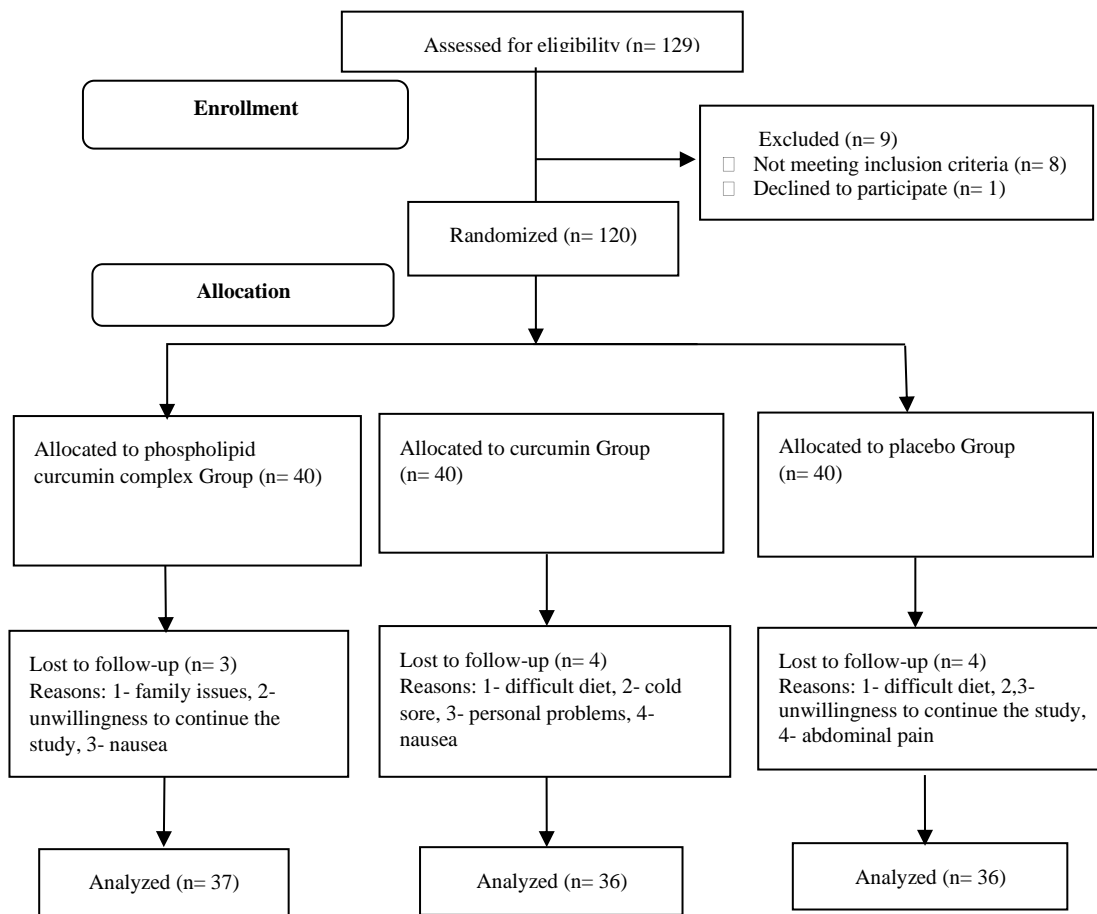 Assessed for eligibility (n= 129)
Enrollment
Excluded (n= 9)
Not meeting inclusion criteria (n= 8)
Declined to participate (n= 1)
Randomized (n= 120)
Allocation
Allocated to phospholipid
curcumin complex Group (n= 40)
Allocated to curcumin Group
(n= 40)
Allocated to placebo Group
(n= 40)
Lost to follow-up (n= 3)
Reasons: 1- family issues, 2-
unwillingness to continue the
study, 3- nausea
Lost to follow-up (n= 4)
Reasons: 1- difficult diet, 2- cold
sore, 3- personal problems, 4-
nausea
Lost to follow-up (n= 4)
Reasons: 1- difficult diet, 2,3-
unwillingness to continue the study,
4- abdominal pain
Analyzed (n= 37)
Analyzed (n= 36)
Analyzed (n= 36)